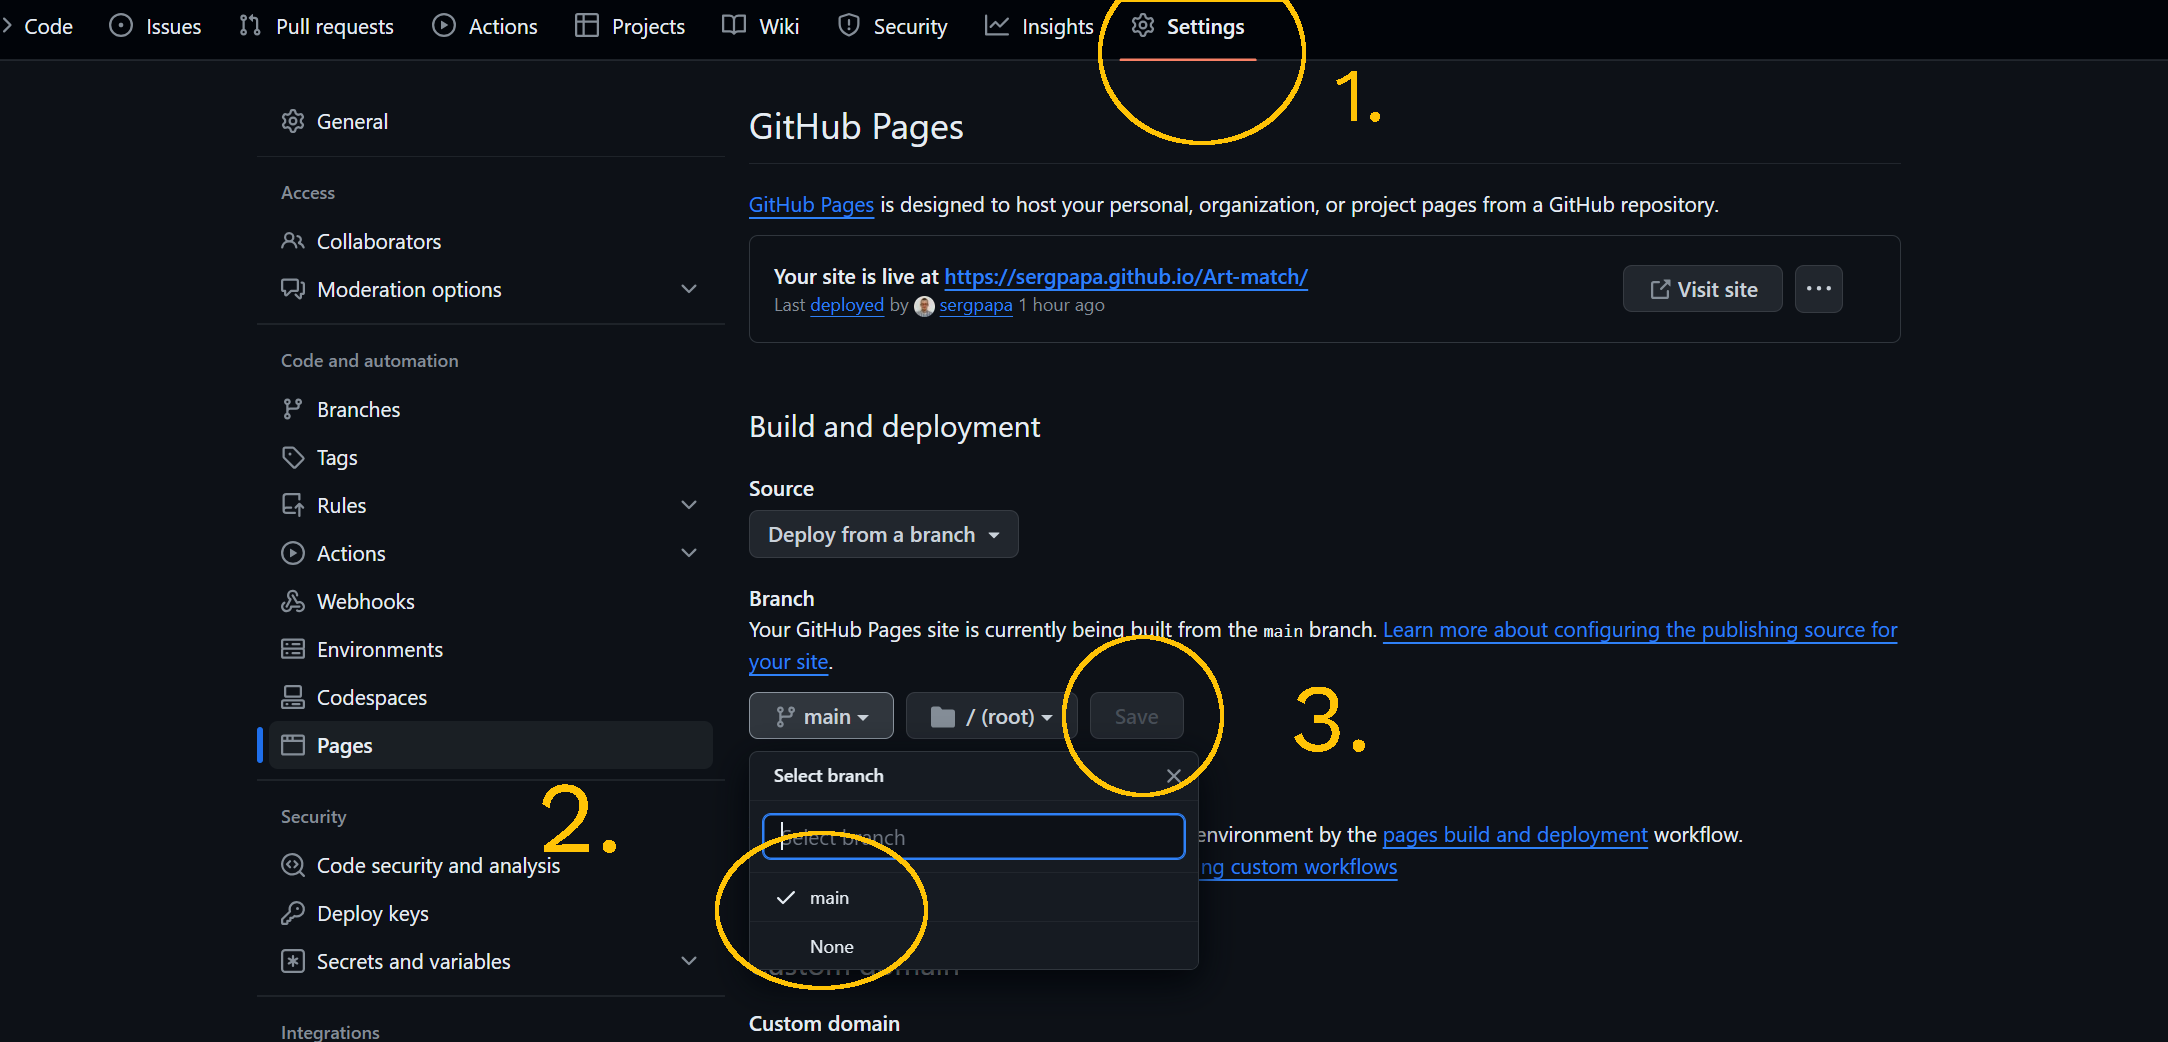 Code Issues Pull requests Actions Projects Wiki Security Insights Settings
1.
General
Access
Collaborators
Moderation options
Code and automation
Branches
Tags
Rules
Actions
Webhooks
Environments
Codespaces
Pages
2.
Security
Code security and analysis
Deploy keys
Secrets and variables
Integrations
GitHub Pages
GitHub Pages is designed to host your personal, organization, or project pages from a GitHub repository.
Your site is live at https://sergpapa.github.io/Art-match/
Last deployed by sergpapa 1 hour ago
Visit site
Build and deployment
Source
Deploy from a branch
Branch
Your GitHub Pages site is currently being built from the main branch. Learn more about configuring the publishing source for
your site.
main / (root) Save
3.
Select branch
Select branch
environment by the pages build and deployment workflow.
ng custom workflows
main
None
Custom domain
Custom domain